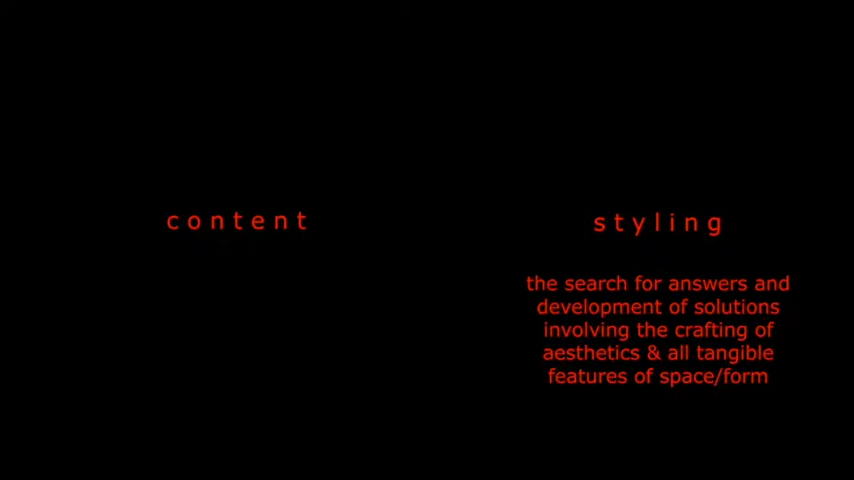 c o n t e n t
s t y l i n g
the search for answers and
development of solutions
involving the crafting of
aesthetics & all tangible
features of space/form